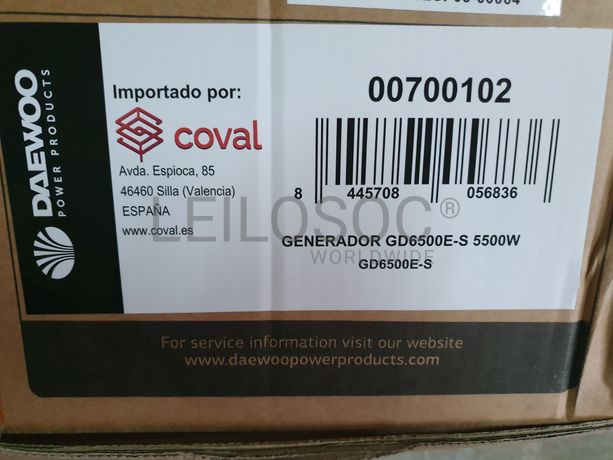 DAEWOO
POWER PRODUCTS
Importado por:
coval
Avda. Espioca, 85
46460 Silla (Valencia)
ESPAÑA
www.coval.es
00700102
8 445708 056836
GENERADOR GD6500E-S 5500W
GD6500E-S
LEILOSOC®
WORLDWIDE
For service information visit our website
www.daewoopowerproducts.com